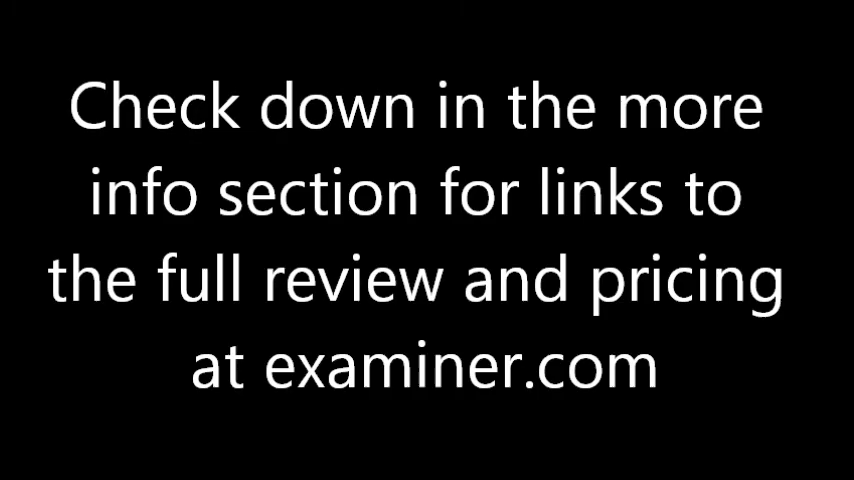 Check down in the more
info section for links to
the full review and pricing
at examiner.com